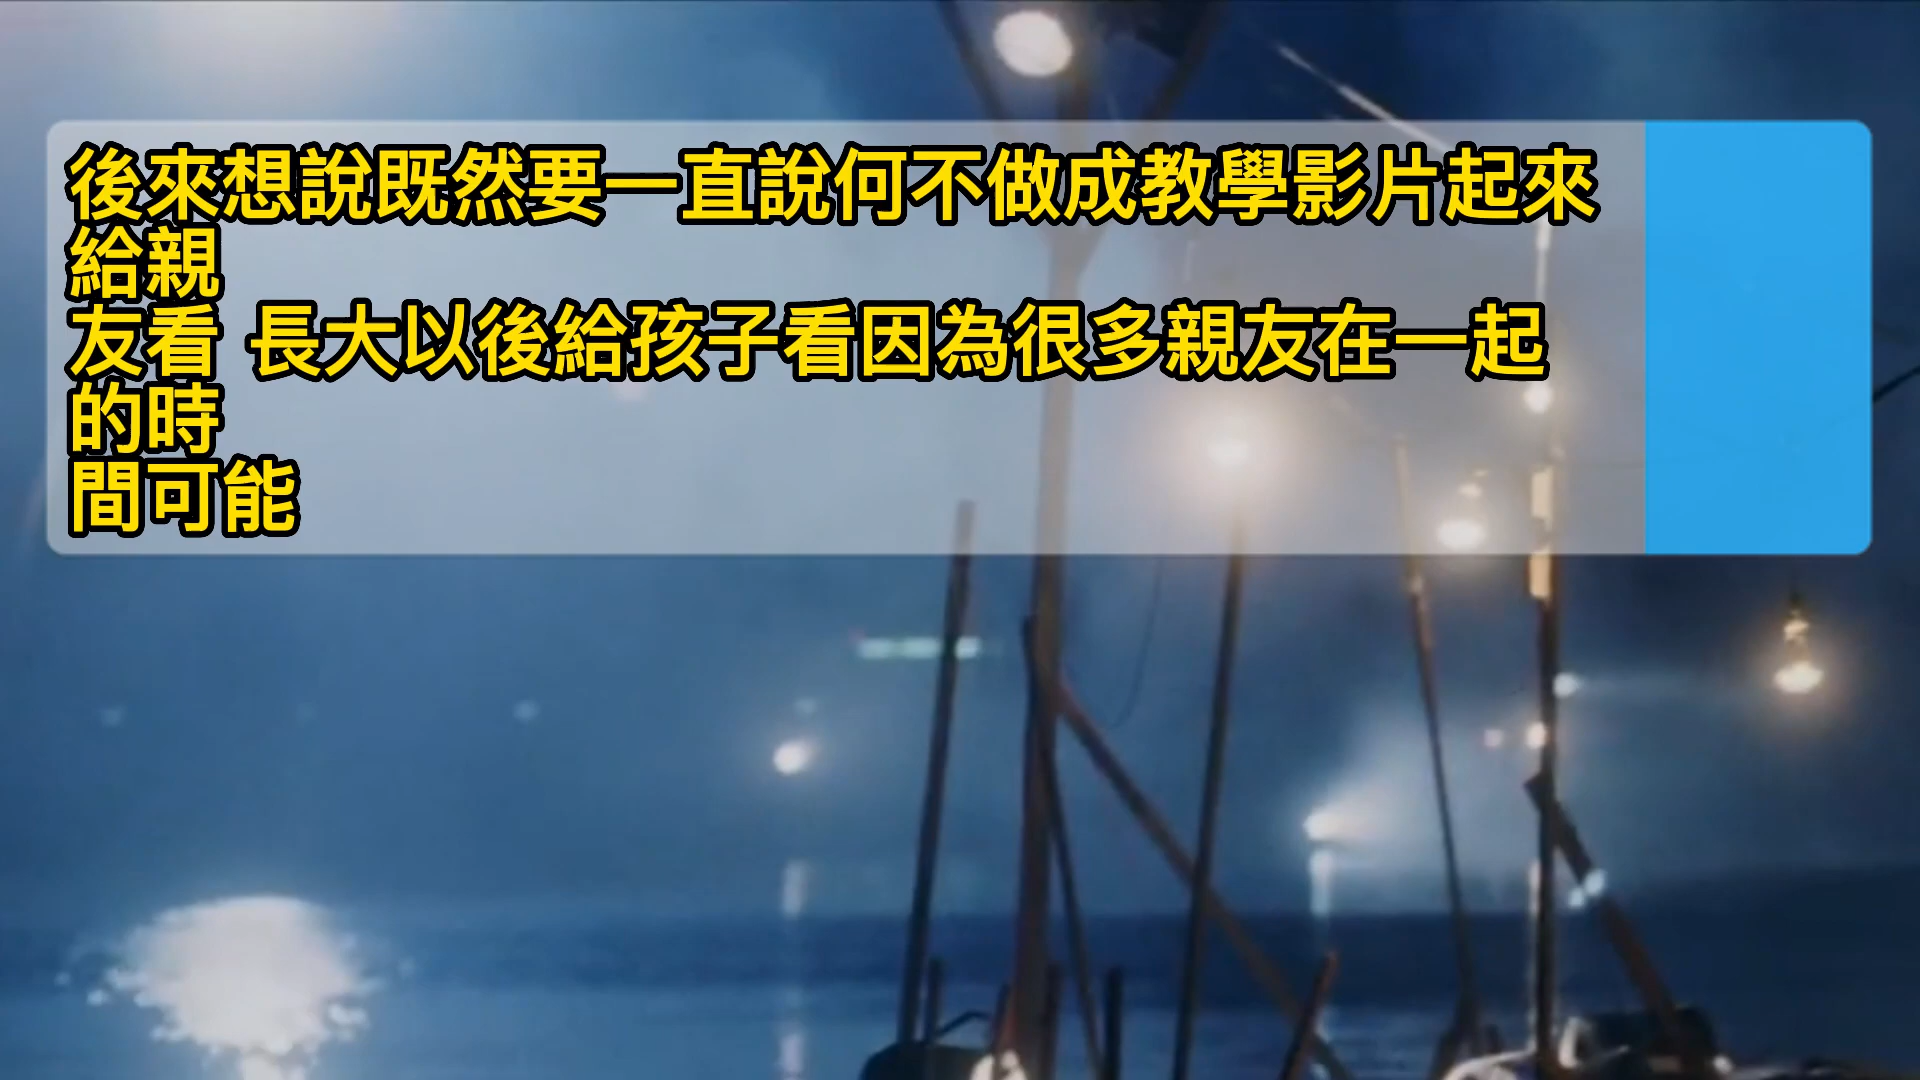 後來想說既然要一直說何不做成教學影片起來
給親
友看 長大以後給孩子看因為很多親友在一起
的時
間可能